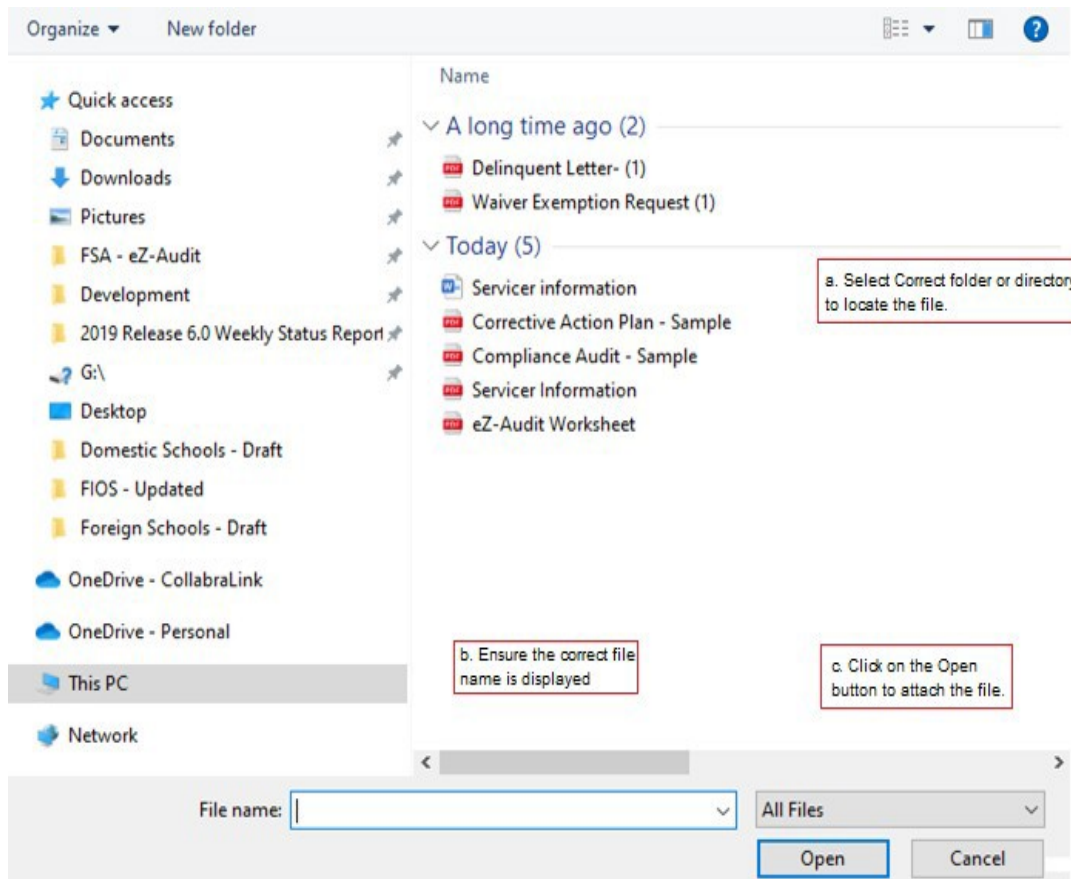 Organize New folder
Quick access
Documents
Downloads
Pictures
FSA - eZ-Audit
Development
2019 Release 6.0 Weekly Status Report
G:\
Desktop
Domestic Schools - Draft
FIOS - Updated
Foreign Schools - Draft
OneDrive - CollabraLink
OneDrive - Personal
This PC
Network
Name
A long time ago (2)
Delinquent Letter- (1)
Waiver Exemption Request (1)
Today (5)
Servicer information
Corrective Action Plan - Sample
Compliance Audit - Sample
Servicer Information
eZ-Audit Worksheet
a. Select Correct folder or directory
to locate the file.
b. Ensure the correct file
name is displayed
c. Click on the Open
button to attach the file.
File name: All Files
Open Cancel